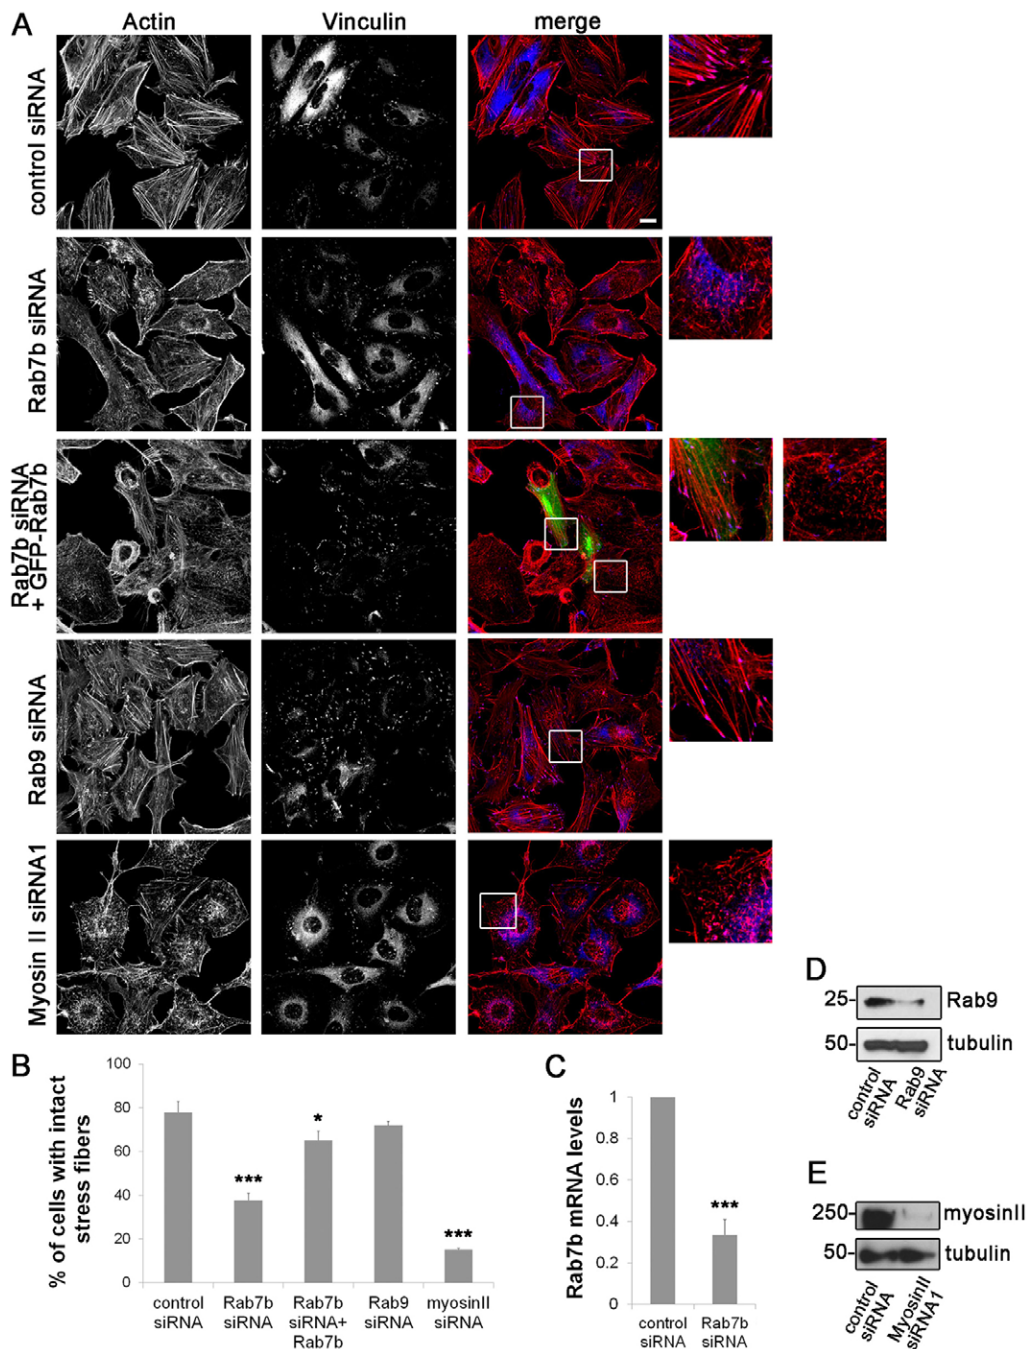 A
Actin
Vinculin
merge
control siRNA
Rab7b siRNA
Rab7b siRNA
+ GFP-Rab7b
Rab9 siRNA
Myosin II siRNA1
B
% of cells with intact
stress fibers
100
80
60
40
20
0
***
*
***
control
siRNA
Rab7b
siRNA
Rab7b
siRNA+
Rab7b
Rab9
siRNA
myosinII
siRNA
C
Rab7b mRNA levels
1
0.8
0.6
0.4
0.2
0
***
control
siRNA
Rab7b
siRNA
D
25-
Rab9
50-
tubulin
control
siRNA
Rab9
siRNA
E
250-
myosinII
50-
tubulin
control
siRNA
MyosinII
siRNA1